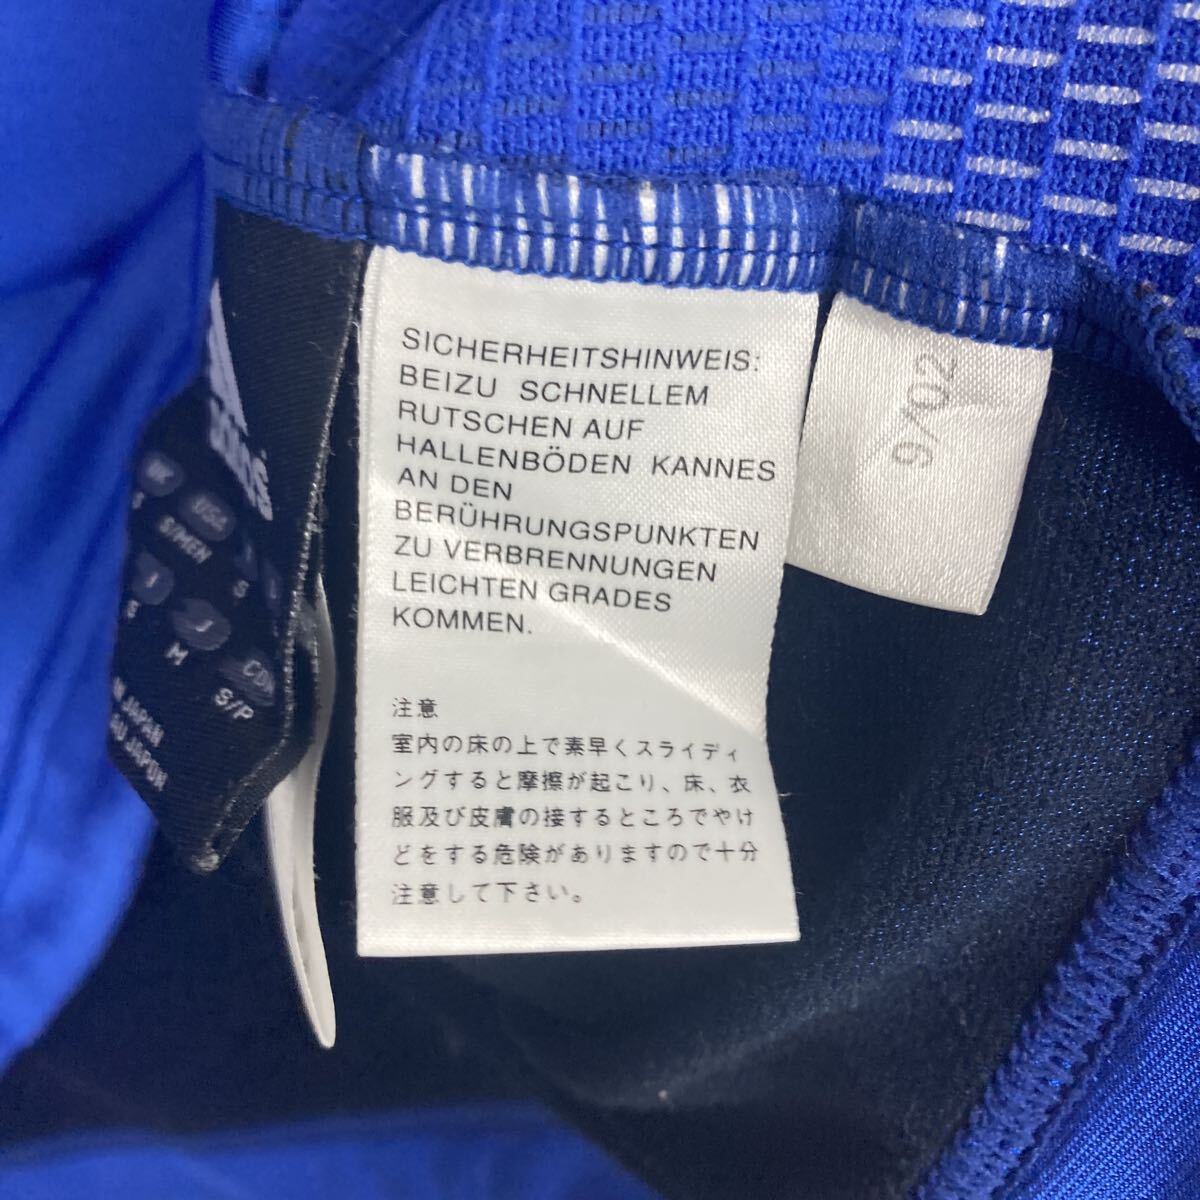 SICHERHEITSHINWEIS:
BEIZU SCHNELLEM
RUTSCHEN AUF
HALLENBÖDEN KANNES
AN DEN
BERÜHRUNGSPUNKTEN
ZU VERBRENNUNGEN
LEICHTEN GRADES
KOMMEN.
注意
室内の床の上で素早くスライディ
ングすると摩擦が起こり、床、衣
服及び皮膚の接するところでやけ
どをする危険がありますので十分
注意して下さい。
9/02
USA
S/MEN
S
J
M
S/P
JAPAN